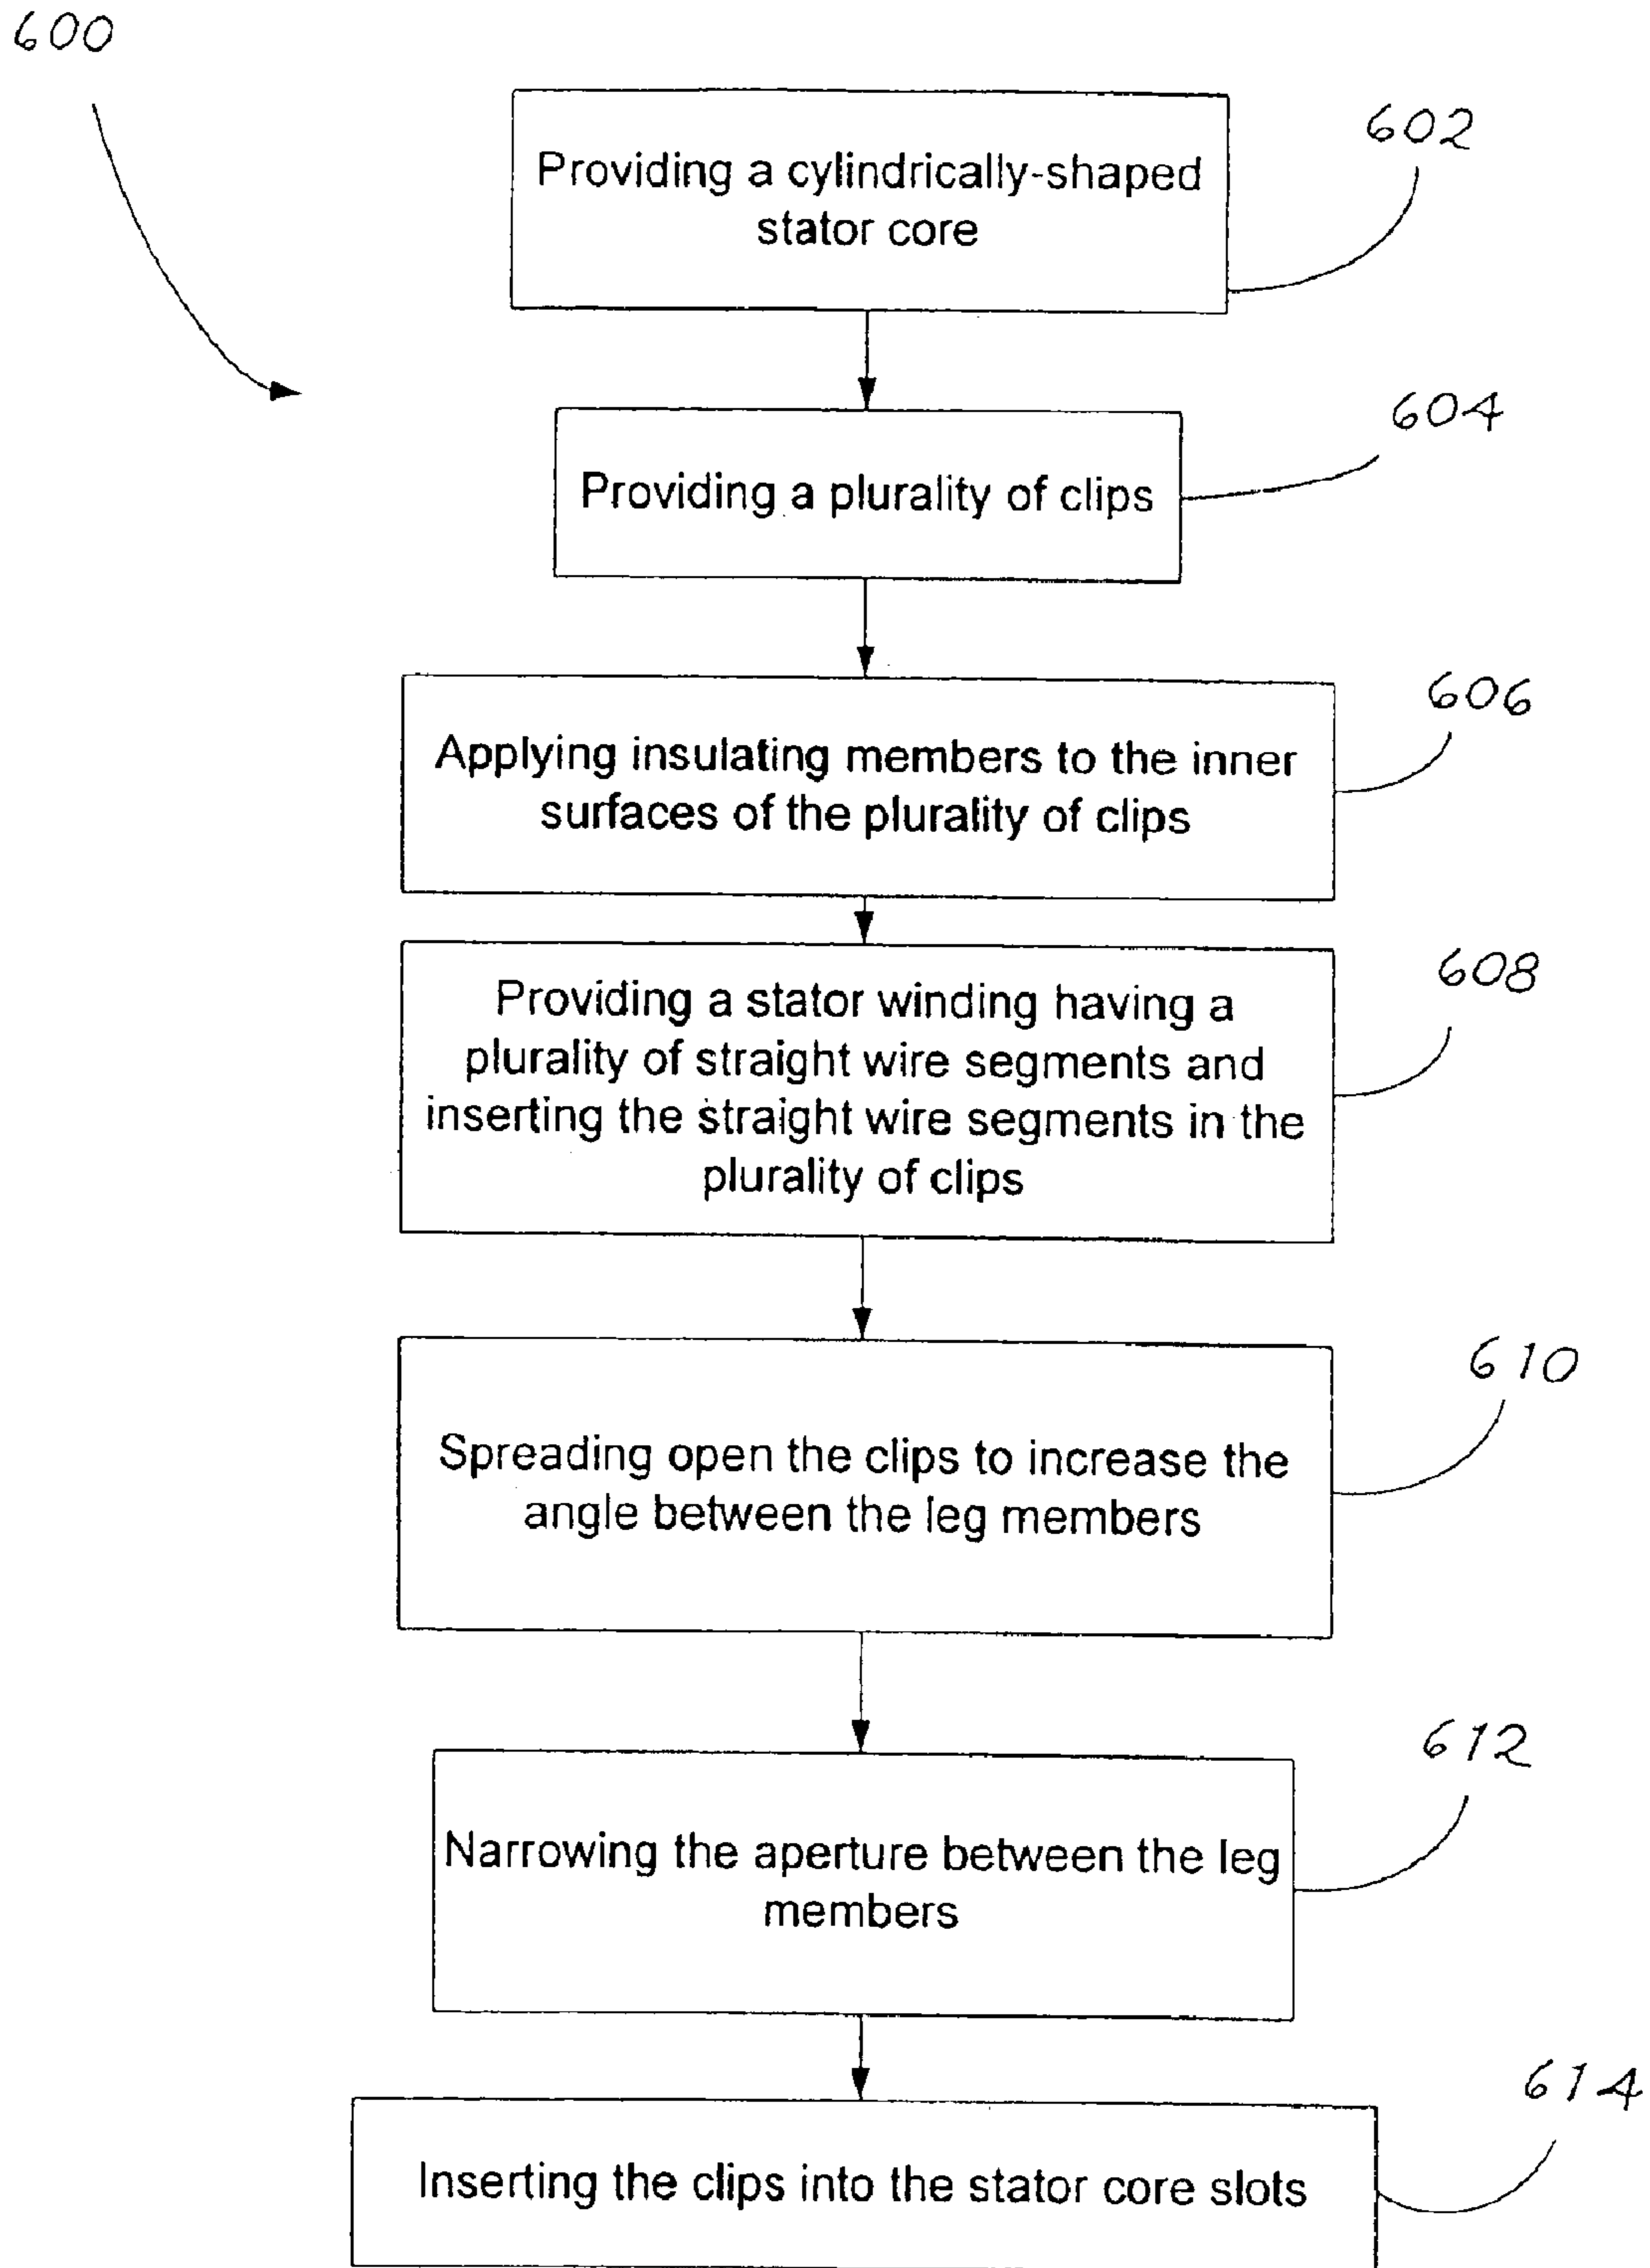 600
602
Providing a cylindrically-shaped
stator core
604
Providing a plurality of clips
606
Applying insulating members to the inner
surfaces of the plurality of clips
608
Providing a stator winding having a
plurality of straight wire segments and
inserting the straight wire segments in the
plurality of clips
610
Spreading open the clips to increase the
angle between the leg members
612
Narrowing the aperture between the leg
members
614
Inserting the clips into the stator core slots